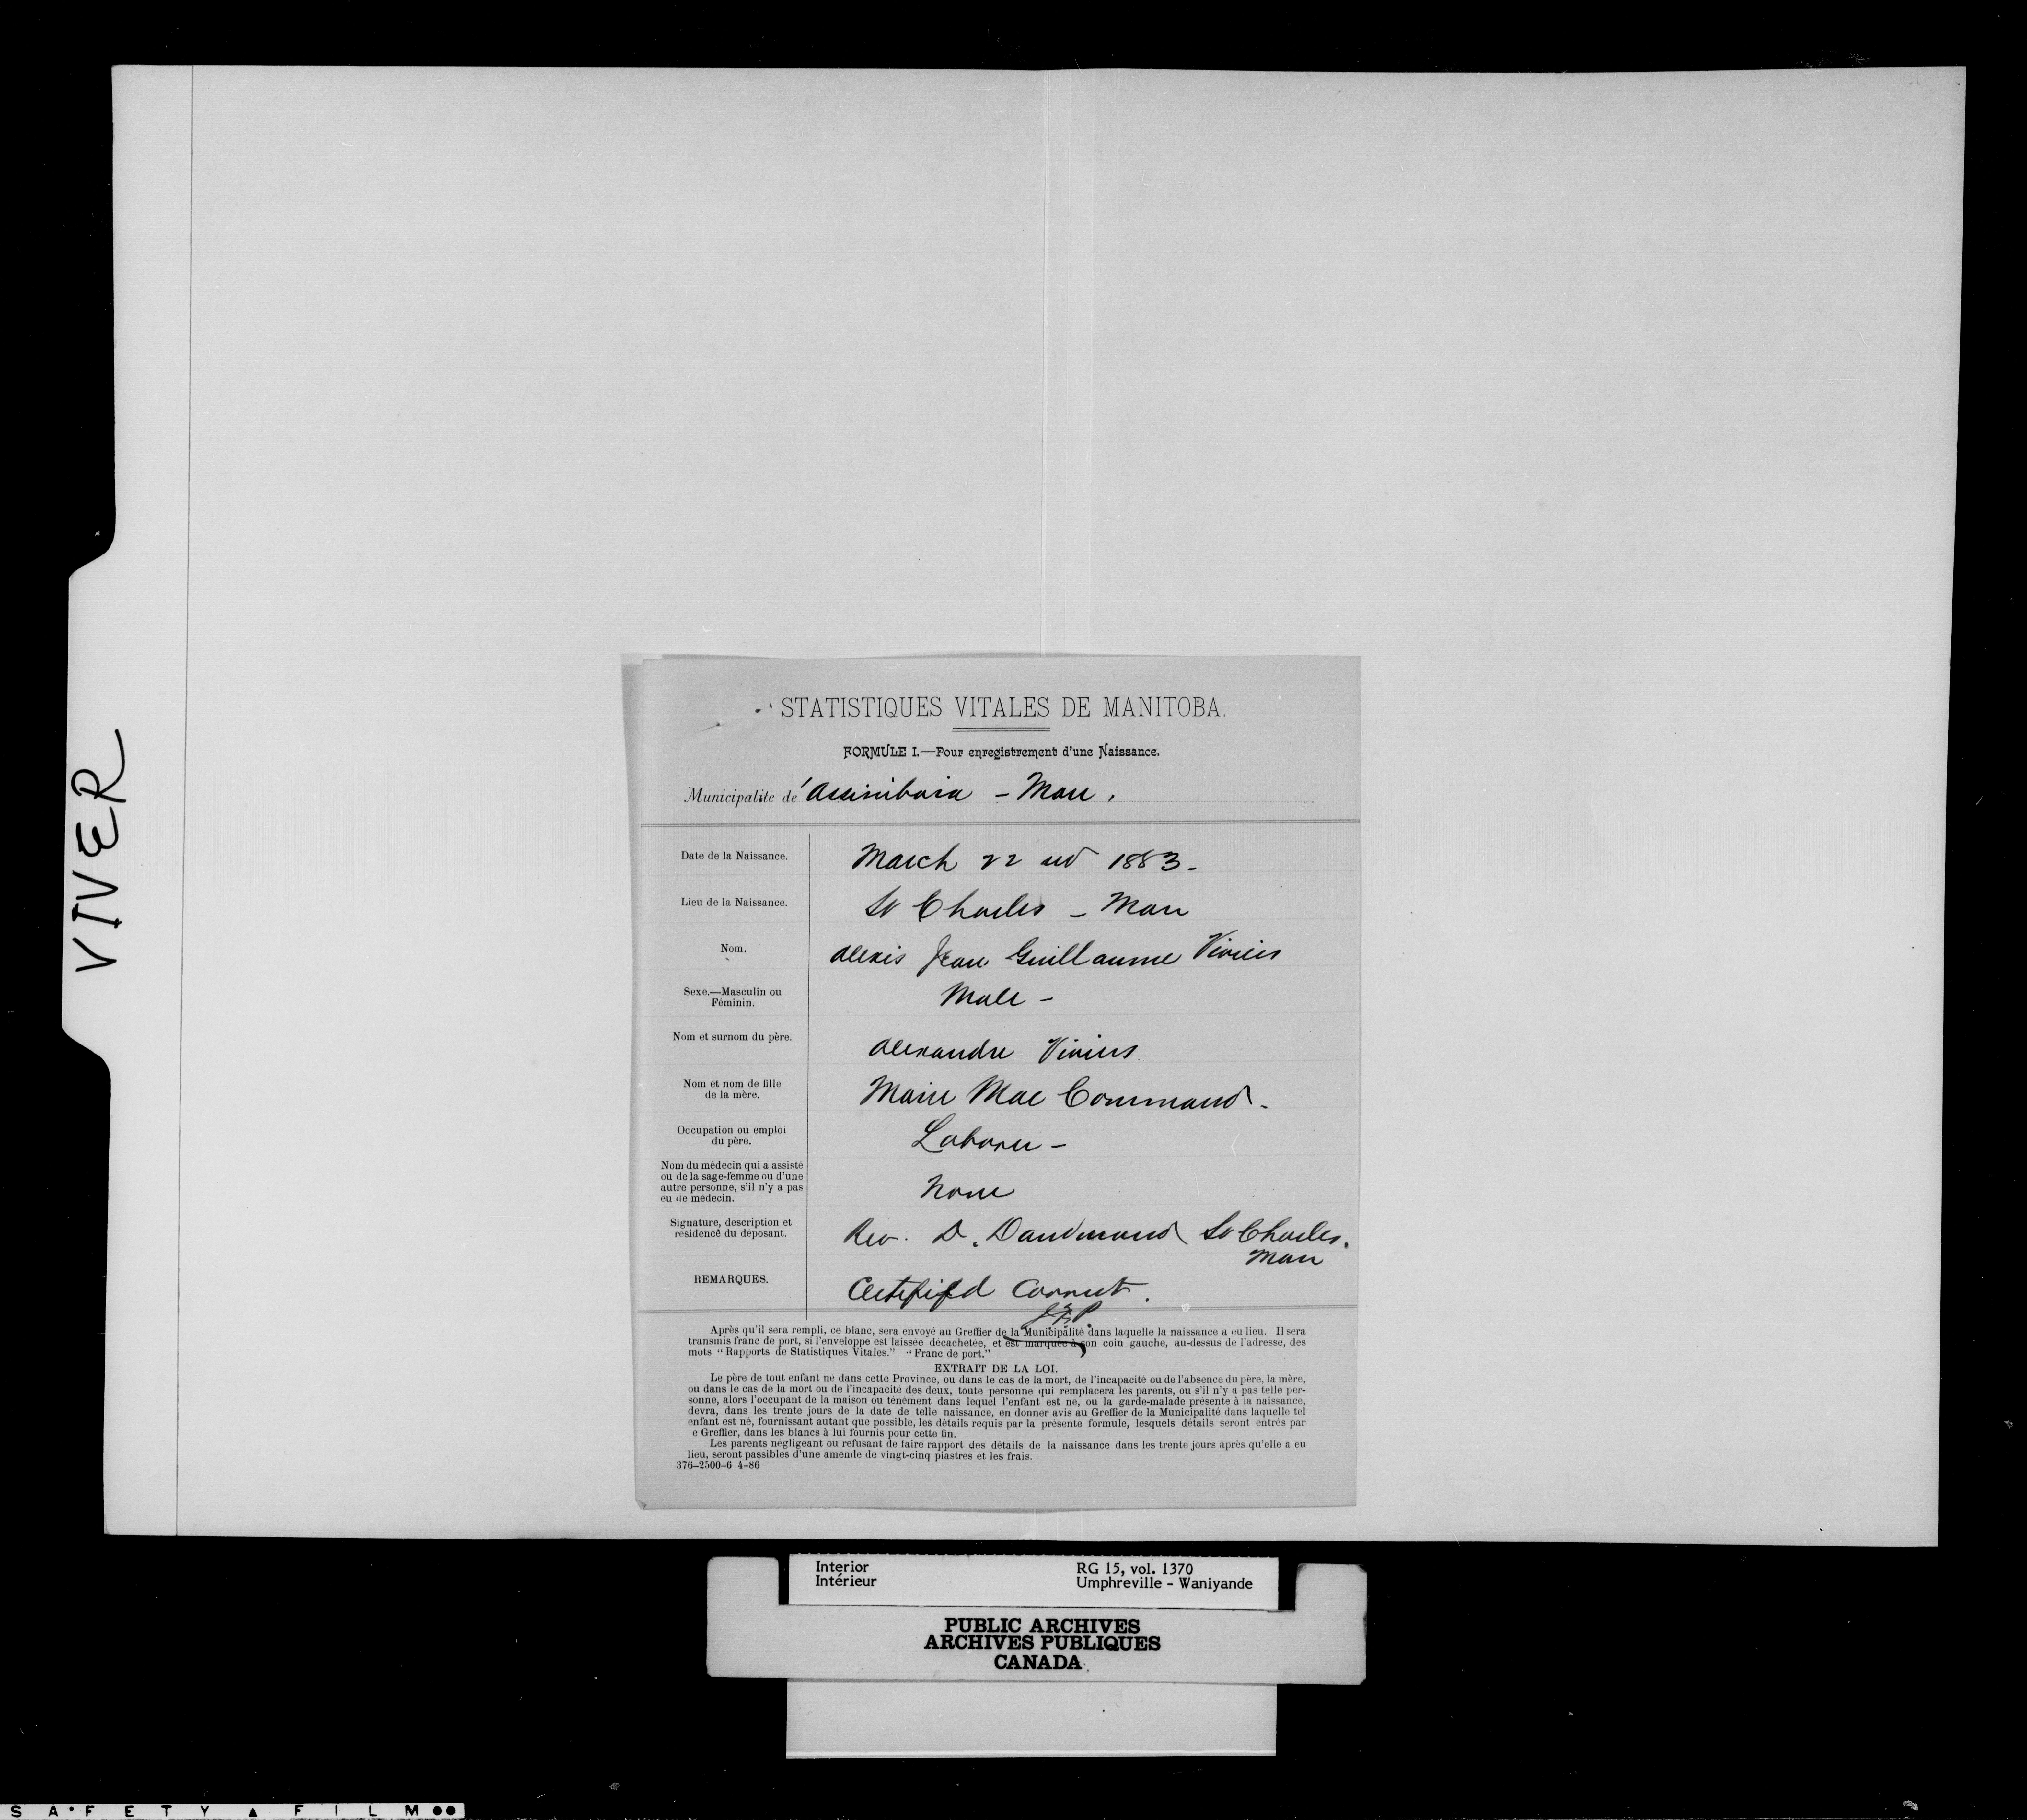 VIVER
STATISTIQUES VITALES DE MANITOBA.
FORMULE I.—Pour enregistrement d'une Naissance.
Municipalite de Assiniboia - Man.
Date de la Naissance. March 22nd 1883-
Lieu de la Naissance. St Charles - Man
Nom. Alexis Jean Guillaume Viviers
Sexe.—Masculin ou Féminin. Male -
Nom et surnom du père. Alexandre Viviers
Nom et nom de fille de la mère. Marie Mac Command -
Occupation ou emploi du père. Laborer -
Nom du médecin qui a assisté
ou de la sage-femme ou d'une
autre personne, s'il n'y a pas
eu de médecin. None
Signature, description et résidence du déposant. Rev. D. Dandmand St Charles.
Man
REMARQUES. Certified Correct.
Après qu'il sera rempli, ce blanc, sera envoyé au Greffier de la Municipalité dans laquelle la naissance a eu lieu. Il sera
transmis franc de port, si l'enveloppe est laissée décachetée, et est marquée à son coin gauche, au-dessus de l'adresse, des
mots "Rapports de Statistiques Vitales." "Franc de port."
EXTRAIT DE LA LOI.
Le père de tout enfant ne dans cette Province, ou dans le cas de la mort, de l'incapacité ou de l'absence du père, la mère,
ou dans le cas de la mort ou de l'incapacité des deux, toute personne qui remplacera les parents, ou s'il n'y a pas telle per-
sonne, alors l'occupant de la maison ou tènément dans lequel l'enfant est né, ou la garde-malade présente à la naissance,
devra, dans les trente jours de la date de telle naissance, en donner avis au Greffier de la Municipalité dans laquelle tel
enfant est né, fournissant autant que possible, les détails requis par la présente formule, lesquels détails seront entrés par
e Greffier, dans les blancs à lui fournis pour cette fin.
Les parents négligeant ou refusant de faire rapport des détails de la naissance dans les trente jours après qu'elle a eu
lieu, seront passibles d'une amende de vingt-cinq piastres et les frais.
376-2500-6 4-86
Interior RG 15, vol. 1370
Intérieur Umphreville - Waniyande
PUBLIC ARCHIVES
ARCHIVES PUBLIQUES
CANADA
SAFETY FILM